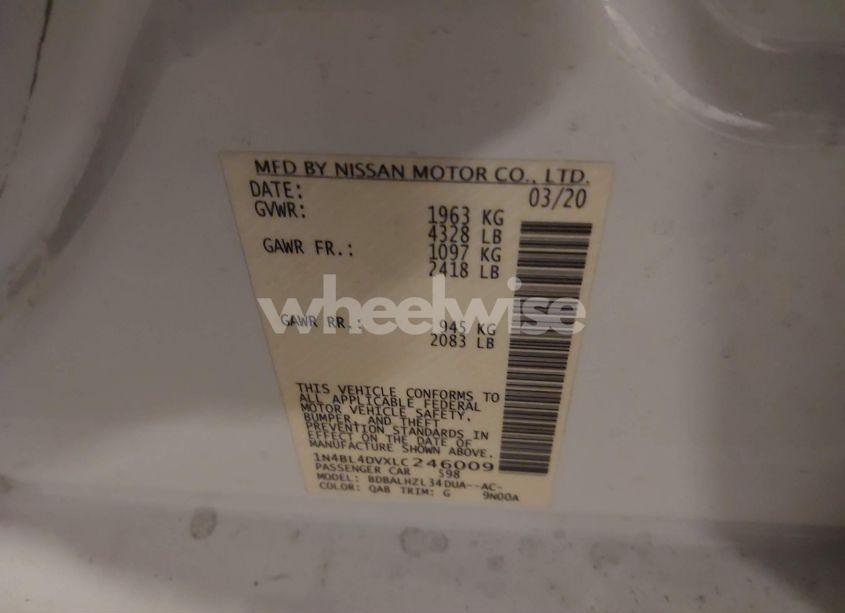 MFD BY NISSAN MOTOR CO., LTD.
DATE: 03/20
GVWR: 1963 KG
4328 LB
GAWR FR.: 1097 KG
2418 LB
wheelwise
GAWR RR.: 945 KG
2083 LB
THIS VEHICLE CONFORMS TO
ALL APPLICABLE FEDERAL
MOTOR VEHICLE SAFETY,
BUMPER, AND THEFT
PREVENTION STANDARDS IN
EFFECT ON THE DATE OF
MANUFACTURE SHOWN ABOVE.
1N4BL4DVXLC246009
PASSENGER CAR 598
MODEL: BDBALHZL34DUA--AC-
COLOR: QAB TRIM: G 9N00A